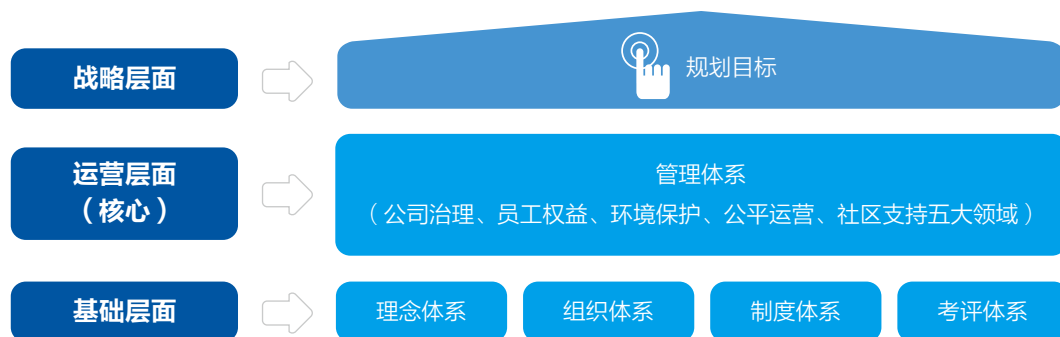 战略层面
规划目标
运营层面
（核心）
管理体系
（公司治理、员工权益、环境保护、公平运营、社区支持五大领域）
基础层面
理念体系
组织体系
制度体系
考评体系